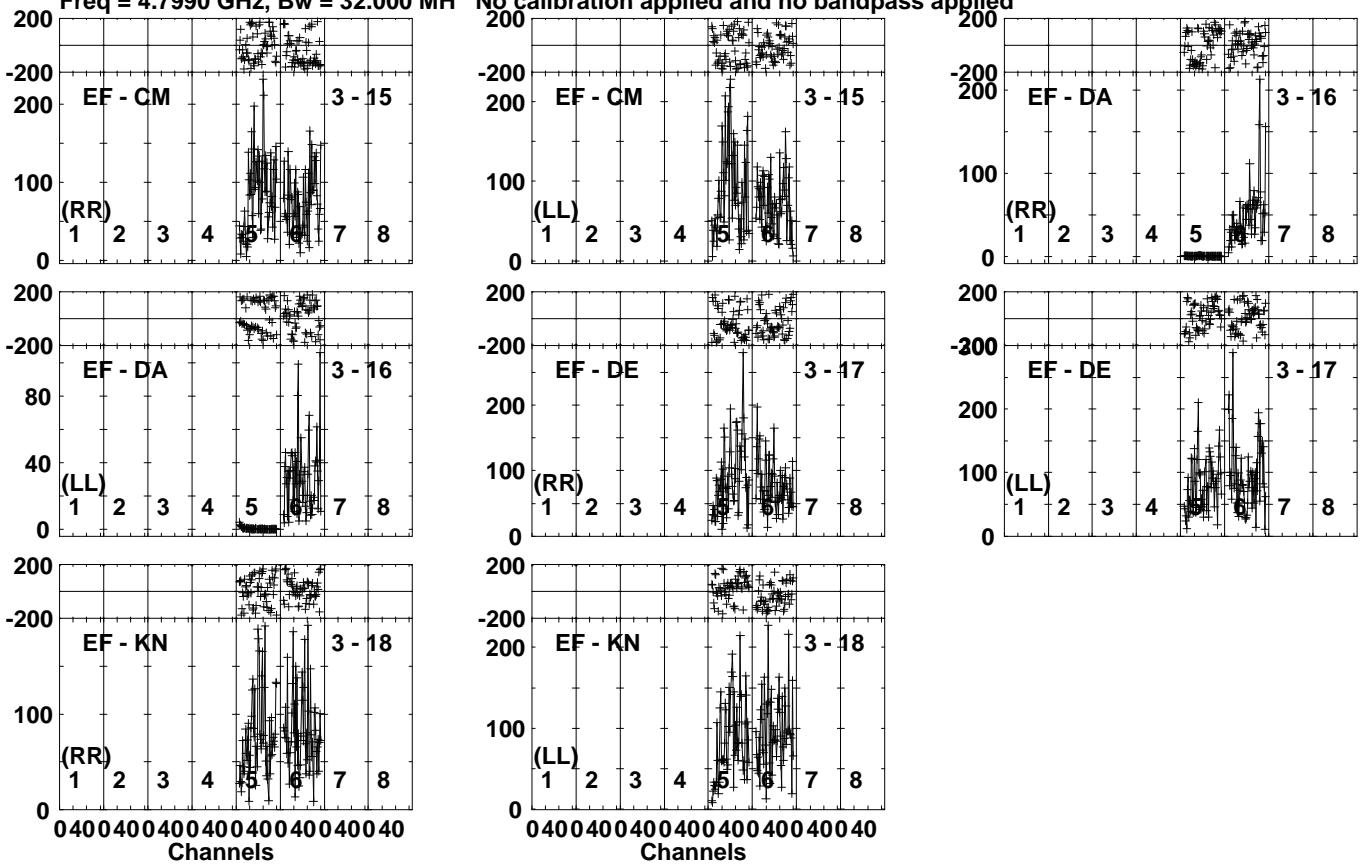 Freq = 4.7990 GHz, Bw = 32.000 MH No calibration applied and no bandpass applied
200 200 200
-200 -200 -200
200 EF - CM 3 - 15 200 EF - CM 3 - 15 200 EF - DA 3 - 16
100 100 100
(RR) (LL) (RR)
1 2 3 4 5 6 7 8 1 2 3 4 5 6 7 8 1 2 3 4 5 6 7 8
0 0 0
200 200 200
-200 -200 -200
300
EF - DA 3 - 16 EF - DE 3 - 17 EF - DE 3 - 17
80 200 200
40 100 100
(LL) (RR) (LL)
1 2 3 4 5 6 7 8 1 2 3 4 5 6 7 8 1 2 3 4 5 6 7 8
0 0 0
200 200
-200 -200
EF - KN 3 - 18 200 EF - KN 3 - 18
100 100
(RR) (LL)
1 2 3 4 5 6 7 8 1 2 3 4 5 6 7 8
0 0
0 40 0 40 0 40 0 40 0 40 0 40 0 40 0 40 0 40 0 40 0 40 0 40 0 40 0 40 0 40 0 40
Channels Channels